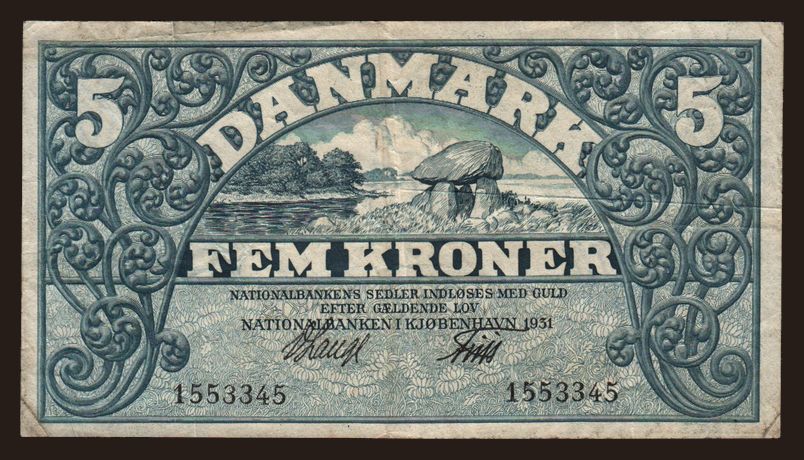 DANMARK
5 5
FEM KRONER
NATIONALBANKENS SEDLER INDLØSES MED GULD
EFTER GÆLDENDE LOV
NATIONALBANKEN I KJØBENHAVN 1931
1553345 1553345